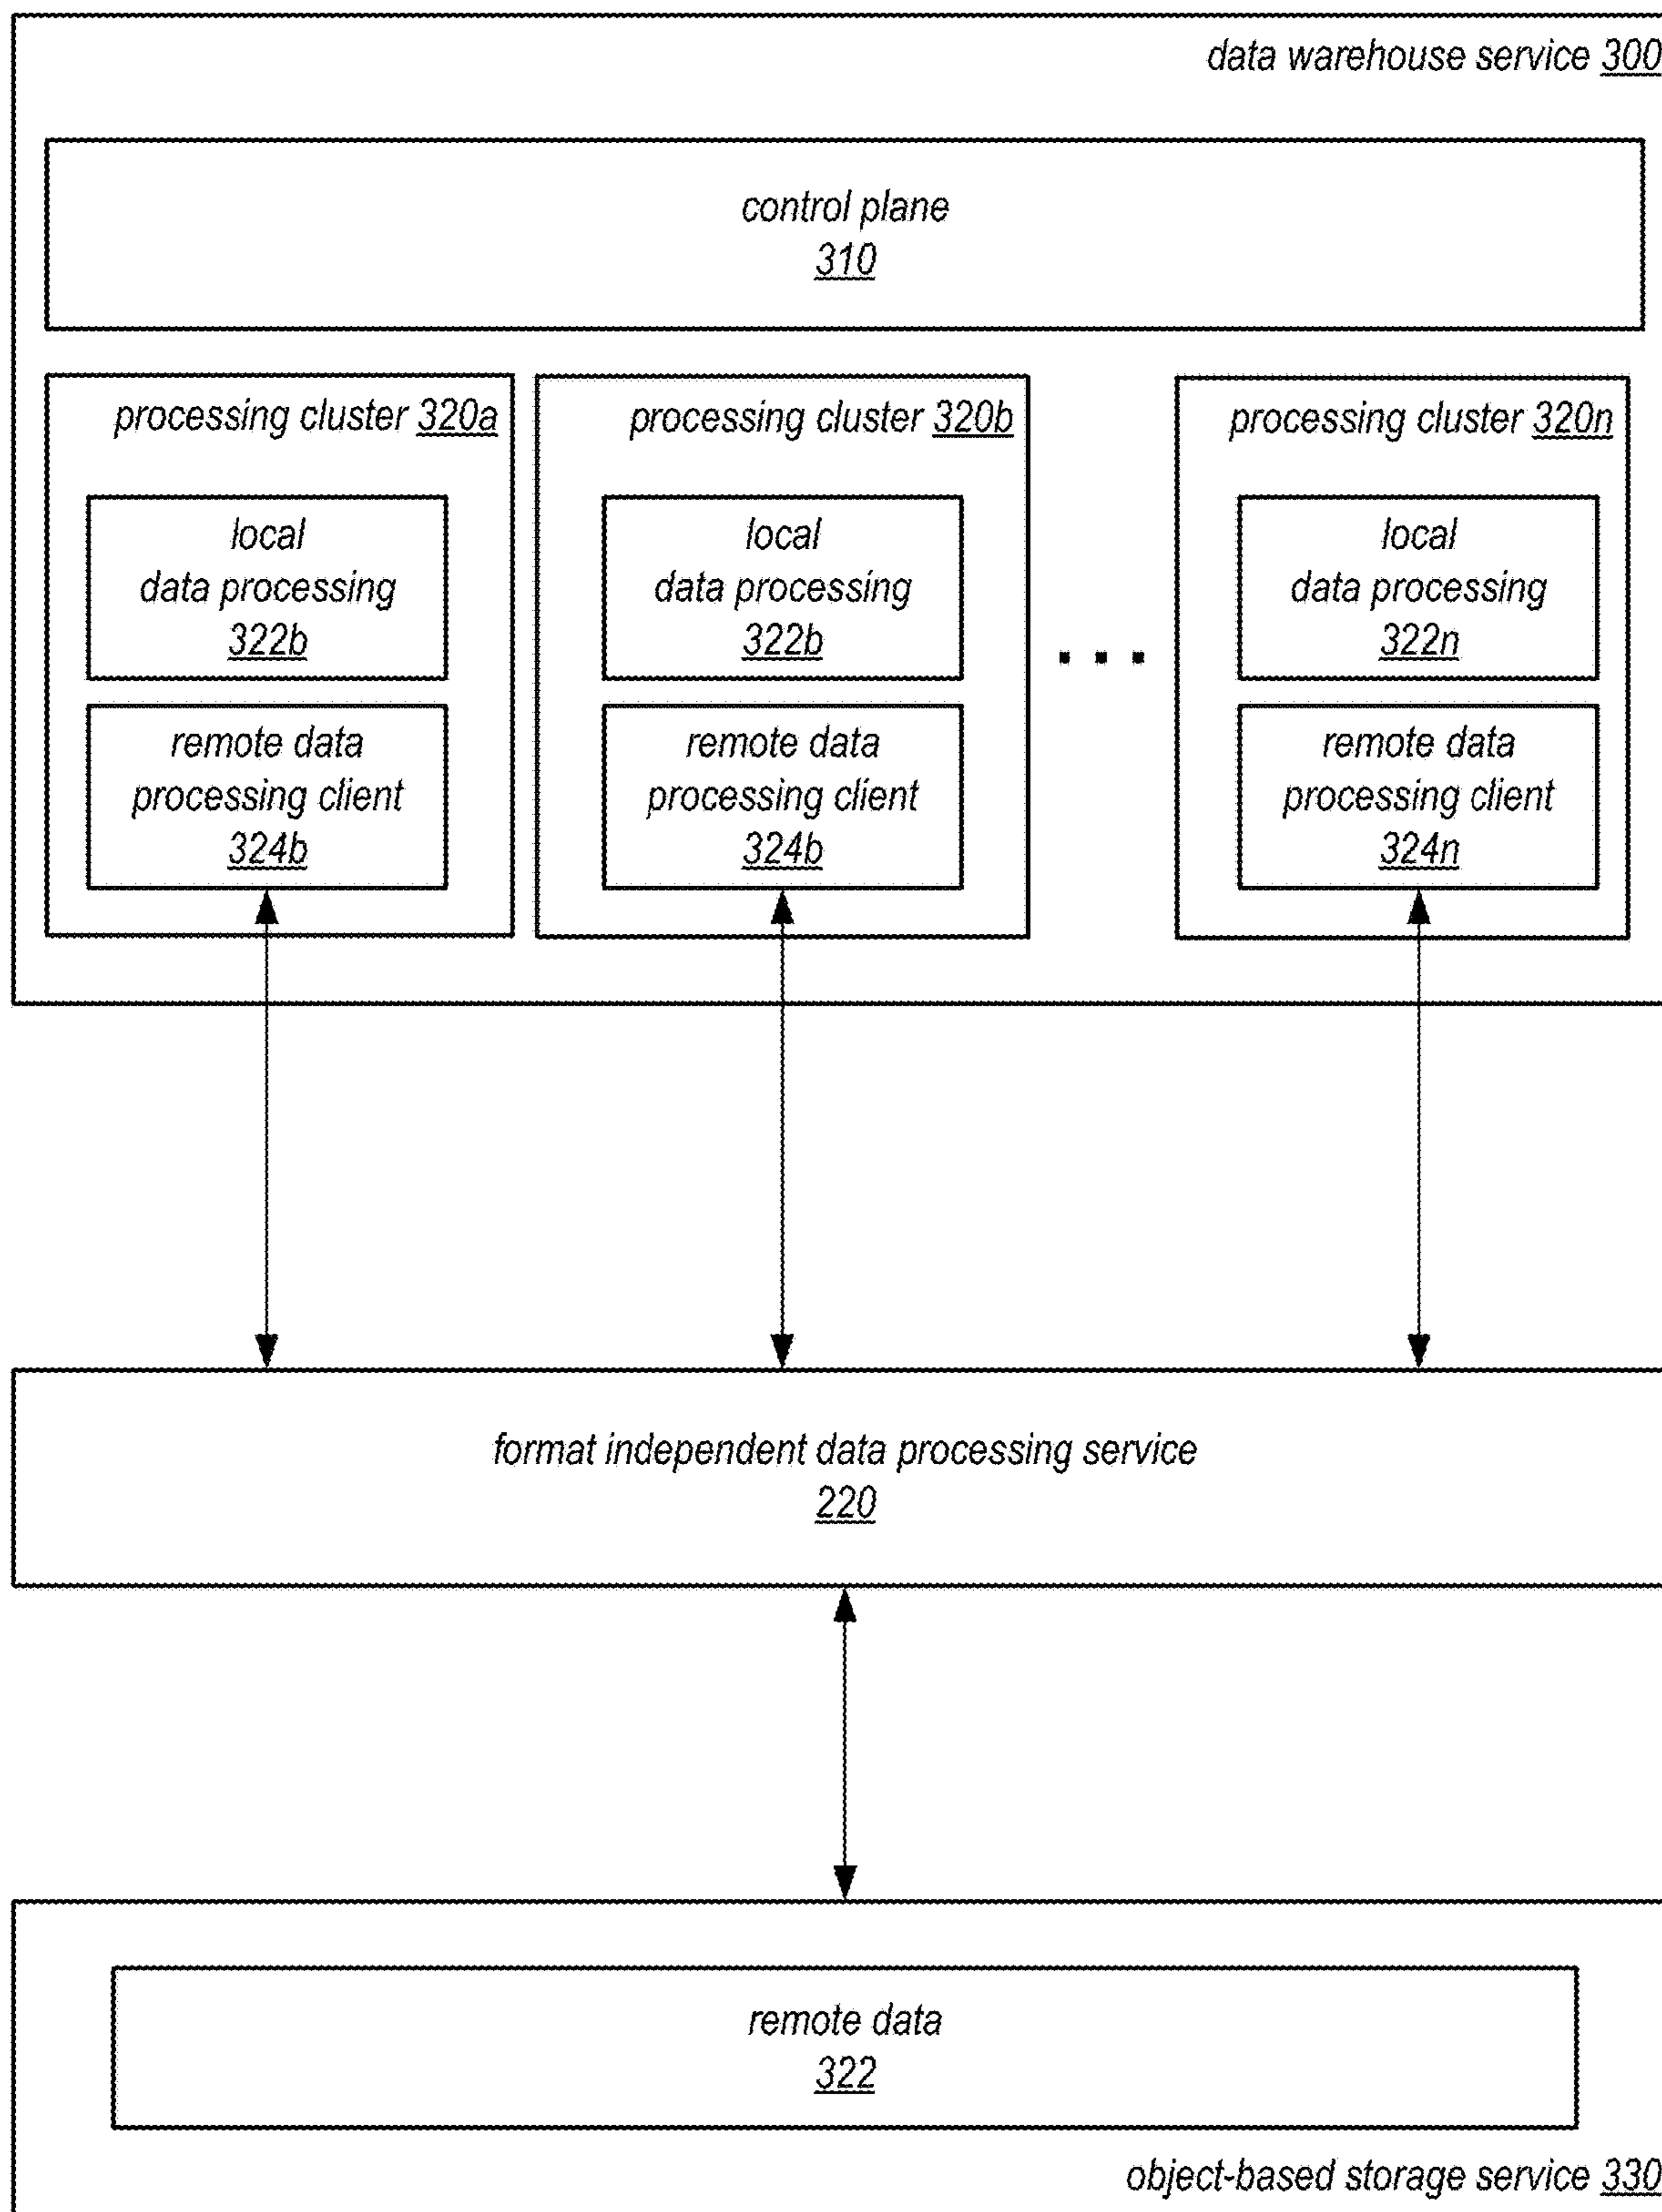 data warehouse service 300
control plane
310
processing cluster 320a
local
data processing
322b
remote data
processing client
324b
processing cluster 320b
local
data processing
322b
remote data
processing client
324b
. . .
processing cluster 320n
local
data processing
322n
remote data
processing client
324n
format independent data processing service
220
remote data
322
object-based storage service 330